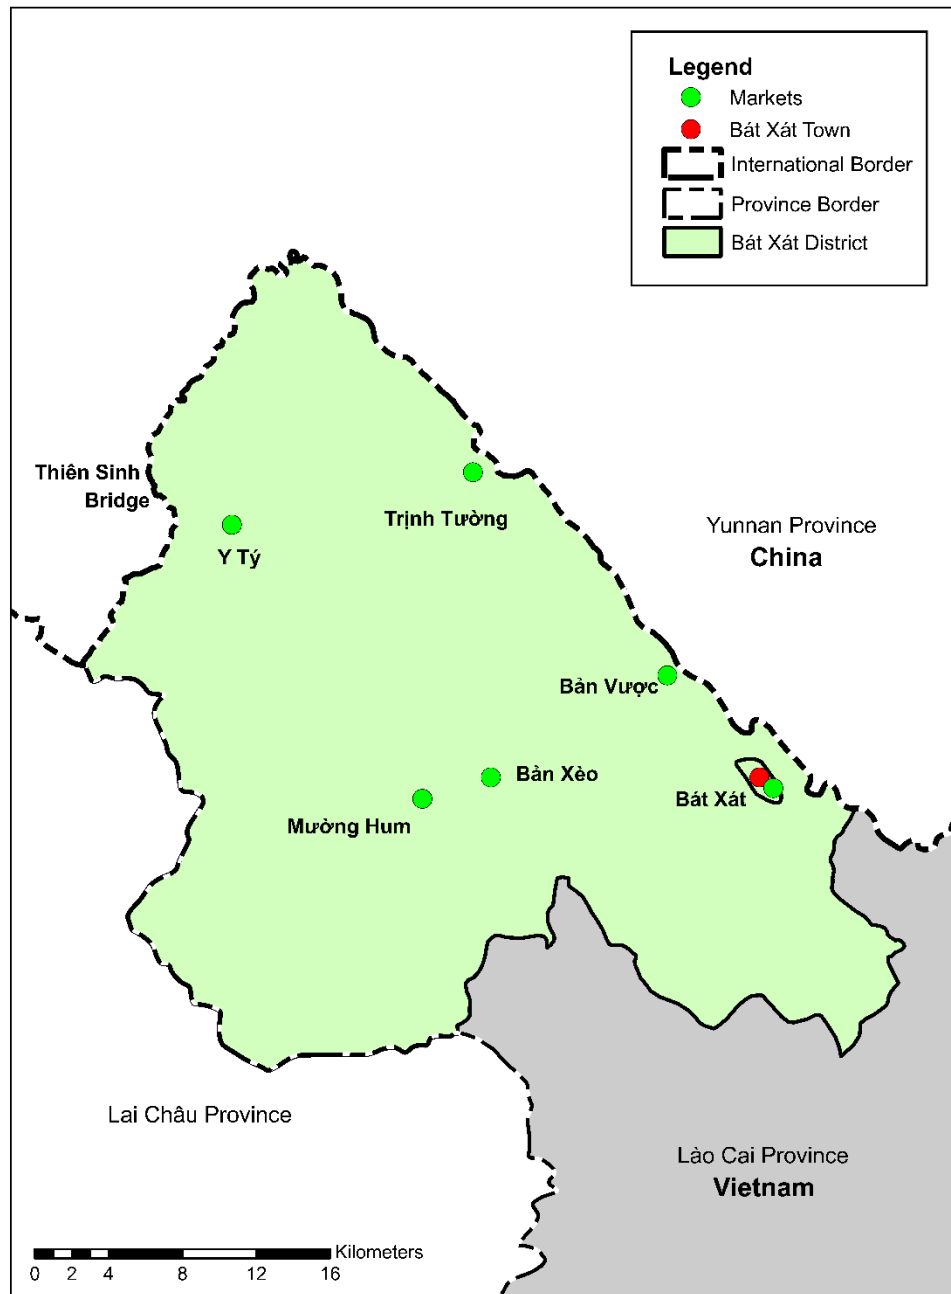 Legend
Markets
Bát Xát Town
International Border
Province Border
Bát Xát District
Thiên Sinh
Bridge
Trịnh Tường
Y Tý
Yunnan Province
China
Bản Vược
Bản Xèo
Bát Xát
Mường Hum
Lai Châu Province
Lào Cai Province
Vietnam
Kilometers
0 2 4 8 12 16